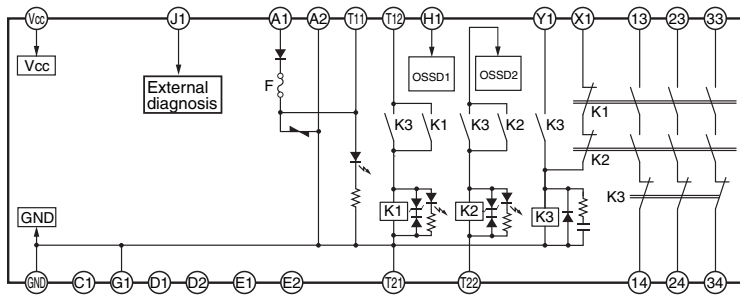 Vcc J1 A1 A2 T11 T12 H1 Y1 X1 13 23 33
Vcc
External
diagnosis
F
OSSD1
OSSD2
K3 K1 K3 K2 K3
K1
K2
K3
GND
K1 K2 K3
GND C1 G1 D1 D2 E1 E2 T21 T22 14 24 34